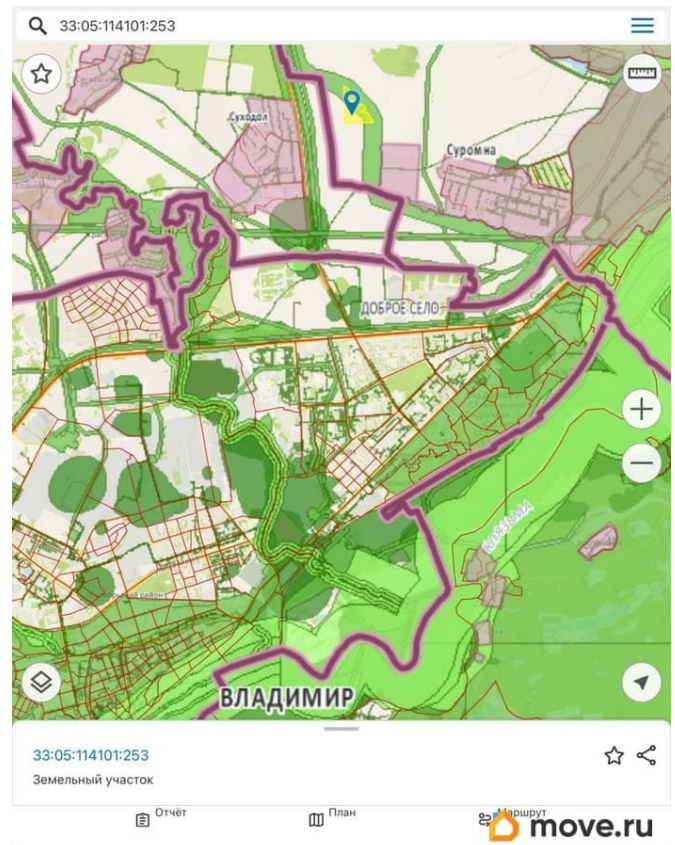 33:05:114101:253
Суходол
Суромна
ДОБРОЕ СЕЛО
КЛЯЗЬМА
ВЛАДИМИР
33:05:114101:253
Земельный участок
Отчёт
План
Маршрут
move.ru